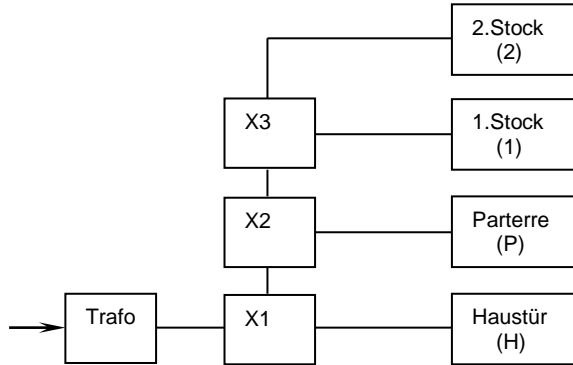 2.Stock
(2)
X3
1.Stock
(1)
X2
Parterre
(P)
Trafo
X1
Haustür
(H)